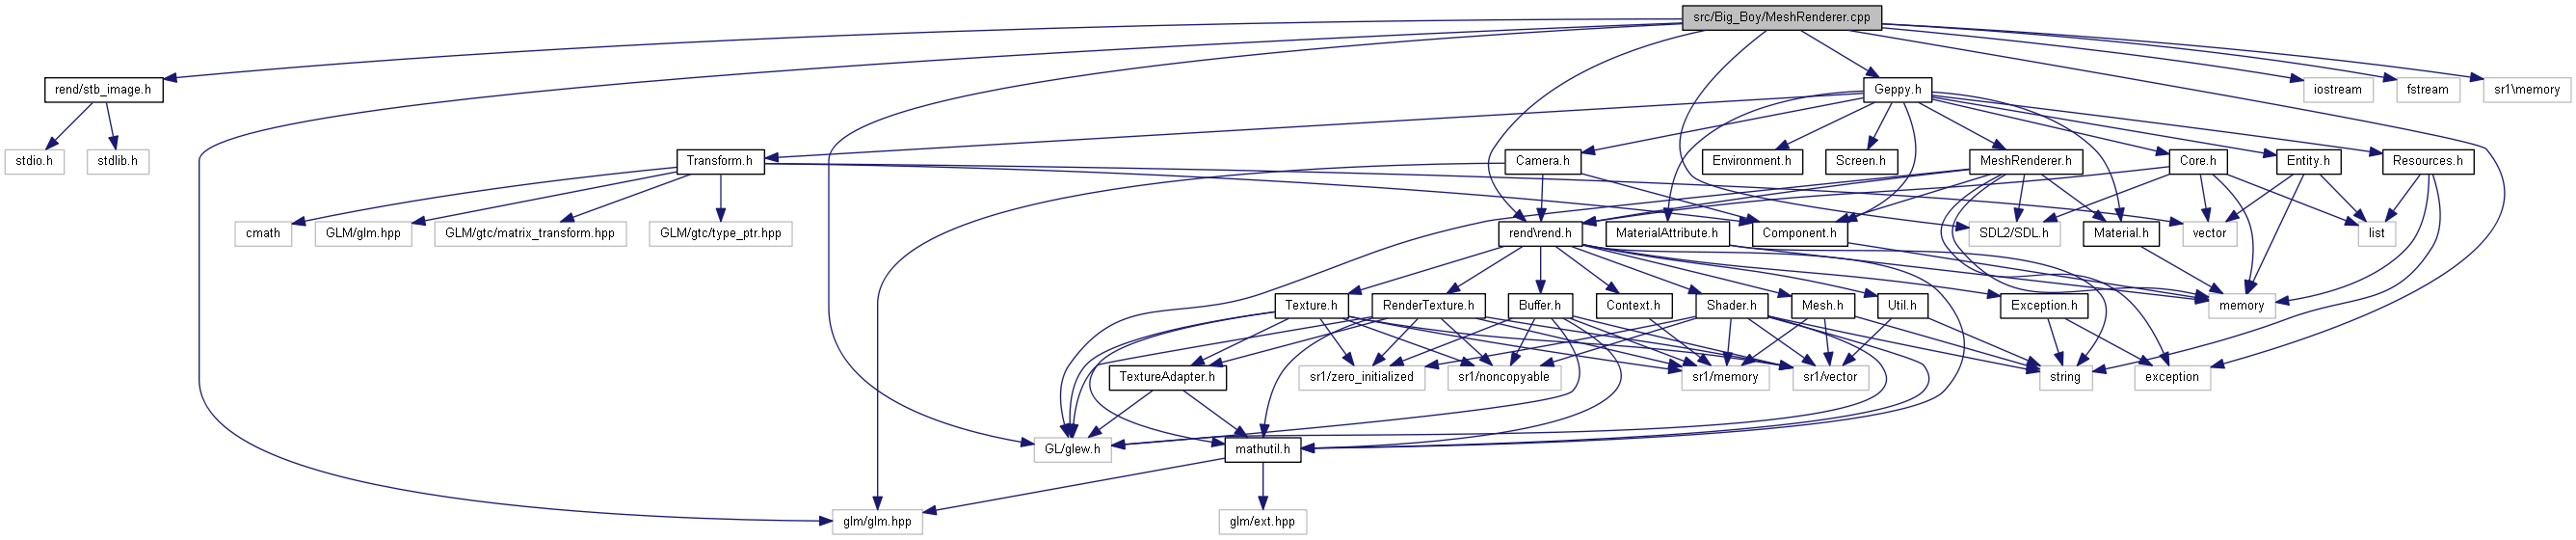 src/Big_Boy/MeshRenderer.cpp
rend/stb_image.h
Geppy.h
iostream
fstream
sr1\memory
stdio.h
stdlib.h
Transform.h
Camera.h
Environment.h
Screen.h
MeshRenderer.h
Core.h
Entity.h
Resources.h
cmath
GLM/glm.hpp
GLM/gtc/matrix_transform.hpp
GLM/gtc/type_ptr.hpp
rend\rend.h
MaterialAttribute.h
Component.h
SDL2/SDL.h
Material.h
vector
list
Texture.h
RenderTexture.h
Buffer.h
Context.h
Shader.h
Mesh.h
Util.h
Exception.h
memory
TextureAdapter.h
sr1/zero_initialized
sr1/noncopyable
sr1/memory
sr1/vector
string
exception
GL/glew.h
mathutil.h
glm/glm.hpp
glm/ext.hpp